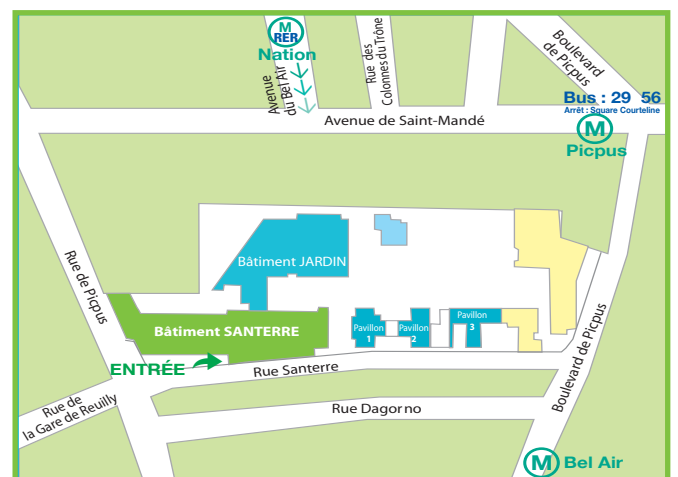 M
RER
Nation
Avenue
du Bel Air
Rue des
Colonnes du Trône
Boulevard
de Picpus
Bus : 29 56
Arrêt : Square Courteline
M
Picpus
Avenue de Saint-Mandé
Rue de Picpus
Bâtiment JARDIN
Bâtiment SANTERRE
Pavillon
1
Pavillon
2
Pavillon
3
ENTRÉE
Rue Santerre
Boulevard de Picpus
Rue de
la Gare de Reuilly
Rue Dagorno
M Bel Air